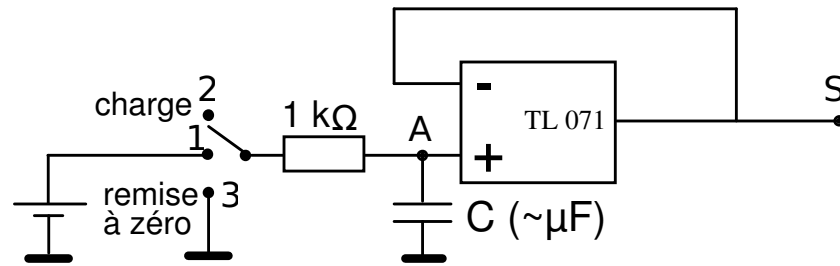 charge 2
1
1 kΩ
A
-
TL 071
+
S
remise
à zéro
3
C (~µF)